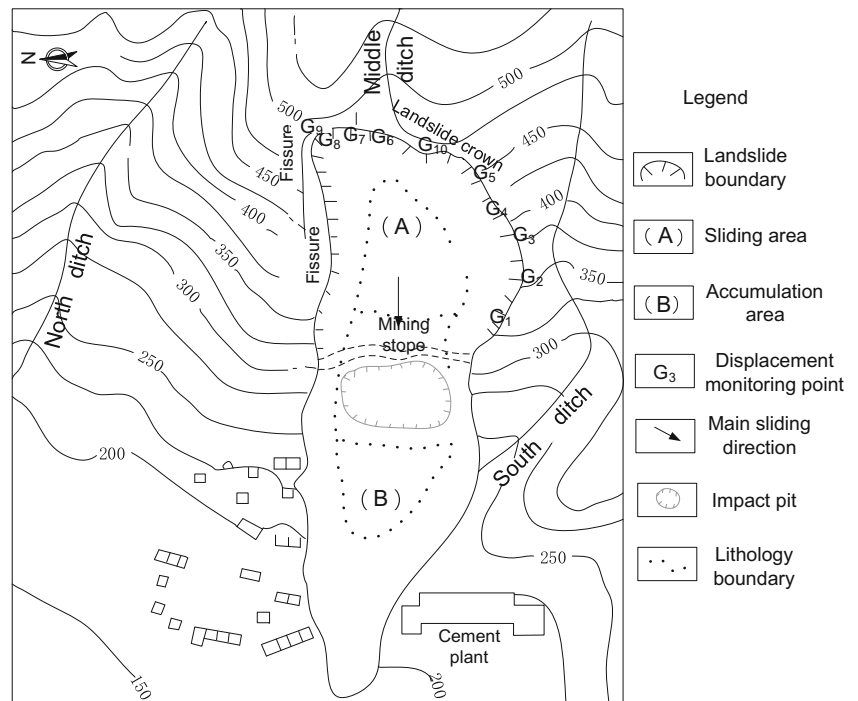 N
Middle
ditch
500
500
Landslide crown
G9
G8
G7
G6
G10
G5
G4
G3
G2
G1
Fissure
Fissure
450
450
400
400
350
350
300
300
250
250
200
200
150
North ditch
South ditch
(A)
Mining
stope
(B)
Cement
plant
Legend
Landslide
boundary
(A)
Sliding area
(B)
Accumulation
area
G3
Displacement
monitoring point
Main sliding
direction
Impact pit
Lithology
boundary